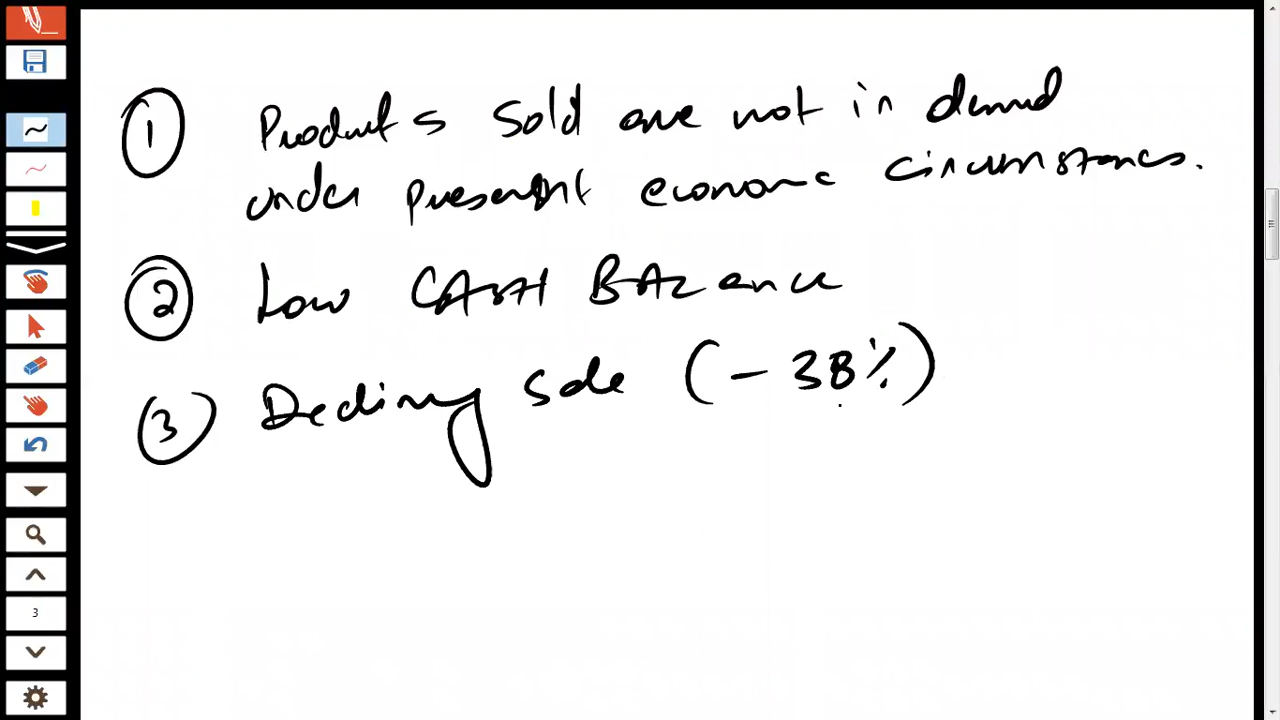 ① Products sold are not in demand
under present economic circumstances.
② Low CASH BALance
③ Declining sale (-38%)
3